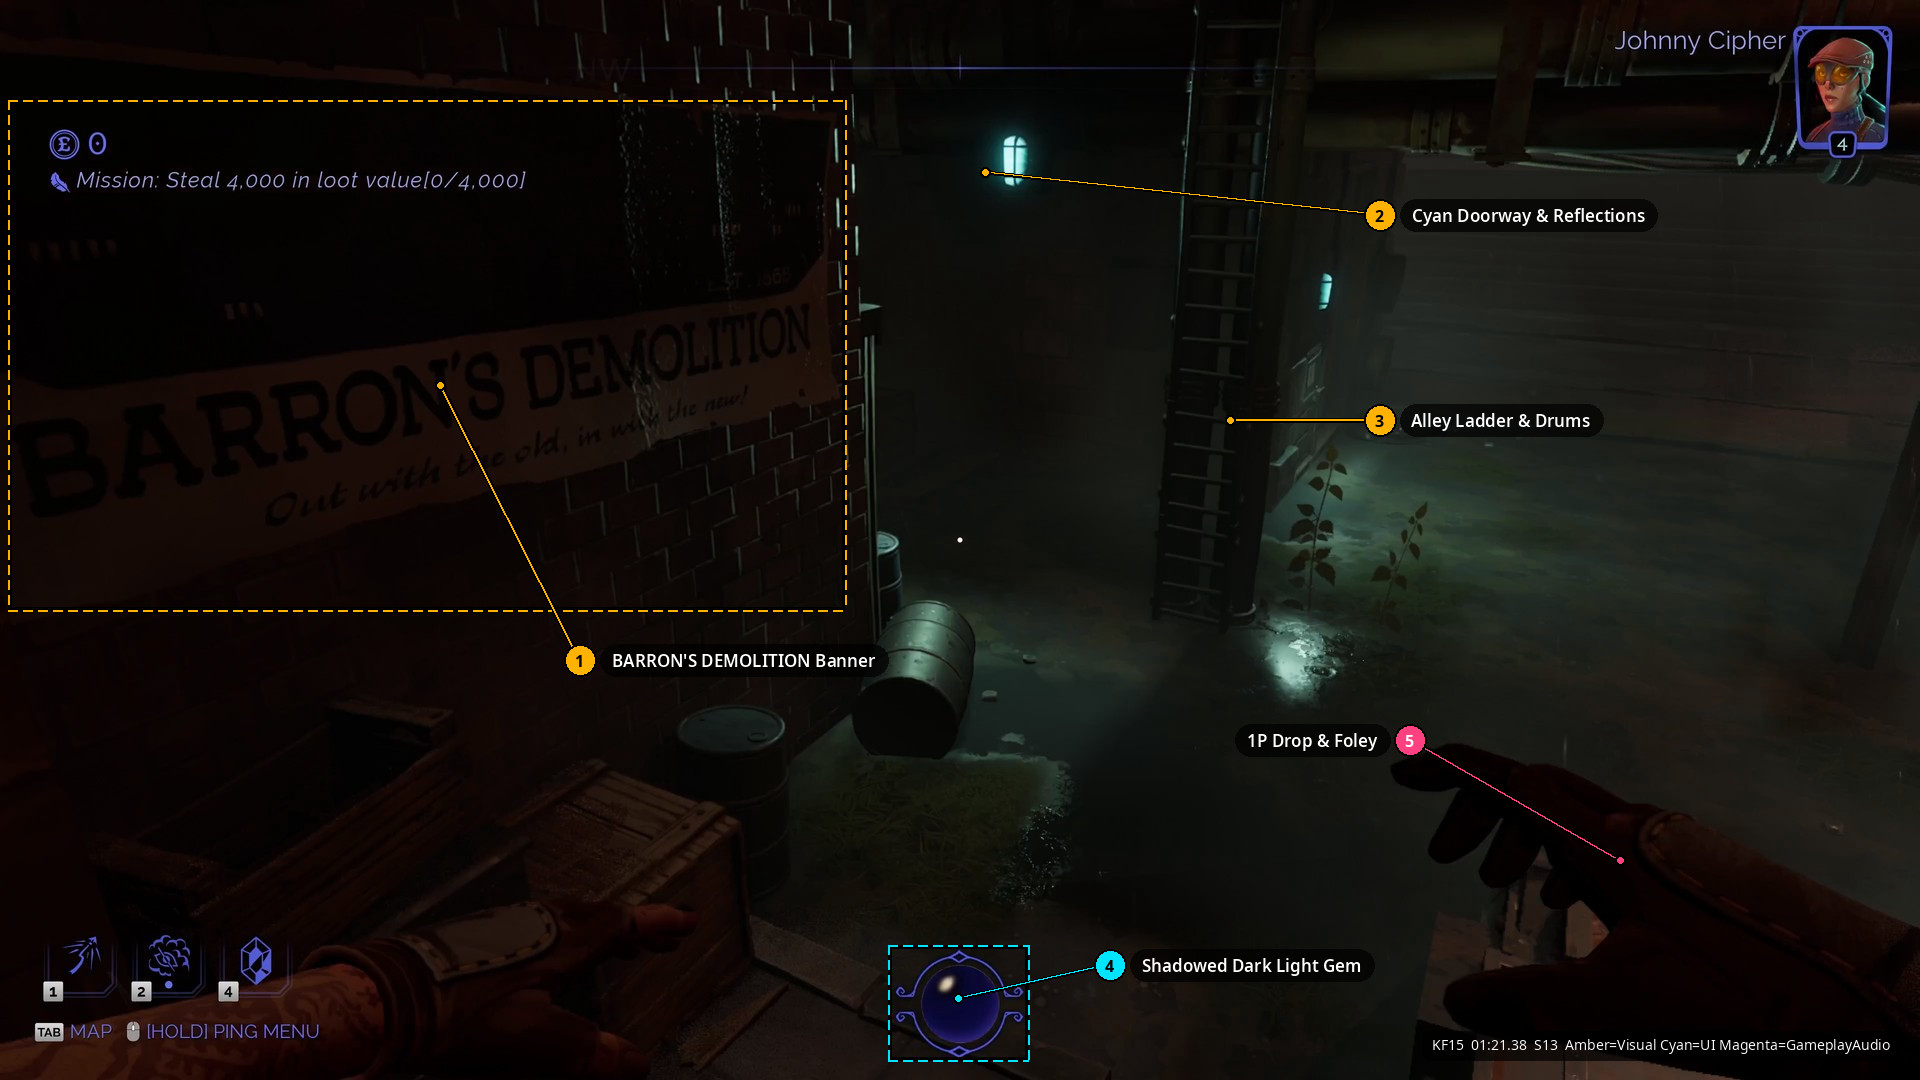 NW
Johnny Cipher
4
0
Mission: Steal 4,000 in loot value[0/4,000]
2 Cyan Doorway & Reflections
EST. 1865
BARRON'S DEMOLITION
Out with the old, in with the new!
3 Alley Ladder & Drums
1 BARRON'S DEMOLITION Banner
1P Drop & Foley 5
4 Shadowed Dark Light Gem
1 2 4
TAB MAP [HOLD] PING MENU
KF15 01:21.38 S13 Amber=Visual Cyan=UI Magenta=GameplayAudio